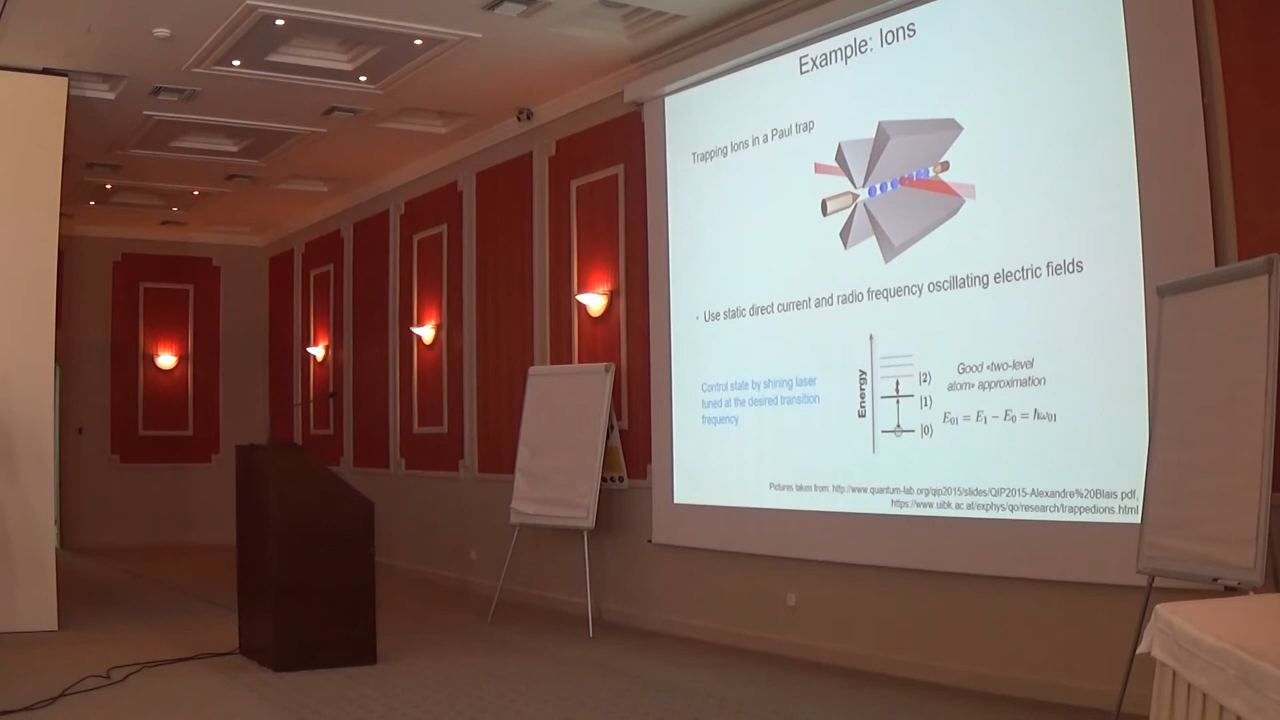 Example: Ions
Trapping Ions in a Paul trap
· Use static direct current and radio frequency oscillating electric fields
Control state by shining laser
tuned at the desired transition
frequency
Energy
|2⟩
|1⟩
|0⟩
Good «two-level
atom» approximation
E₀₁ = E₁ − E₀ = ħω₀₁
Pictures taken from: http://www.quantum-lab.org/qip2015/slides/QIP2015-Alexandre%20Blais.pdf,
https://www.uibk.ac.at/exphys/qo/research/trappedions.html